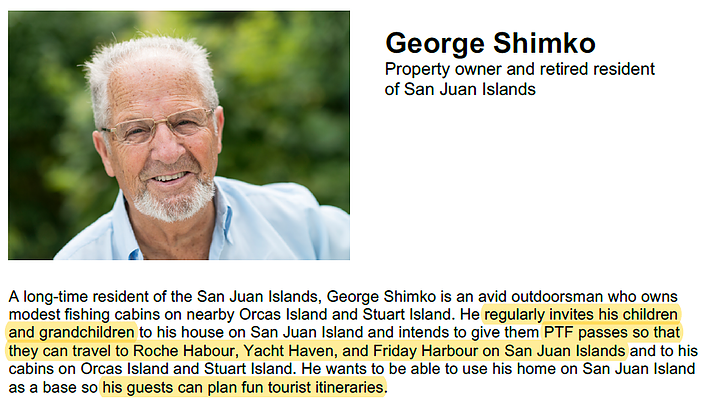 George Shimko
Property owner and retired resident
of San Juan Islands
A long-time resident of the San Juan Islands, George Shimko is an avid outdoorsman who owns
modest fishing cabins on nearby Orcas Island and Stuart Island. He regularly invites his children
and grandchildren to his house on San Juan Island and intends to give them PTF passes so that
they can travel to Roche Habour, Yacht Haven, and Friday Harbour on San Juan Islands and to his
cabins on Orcas Island and Stuart Island. He wants to be able to use his home on San Juan Island
as a base so his guests can plan fun tourist itineraries.